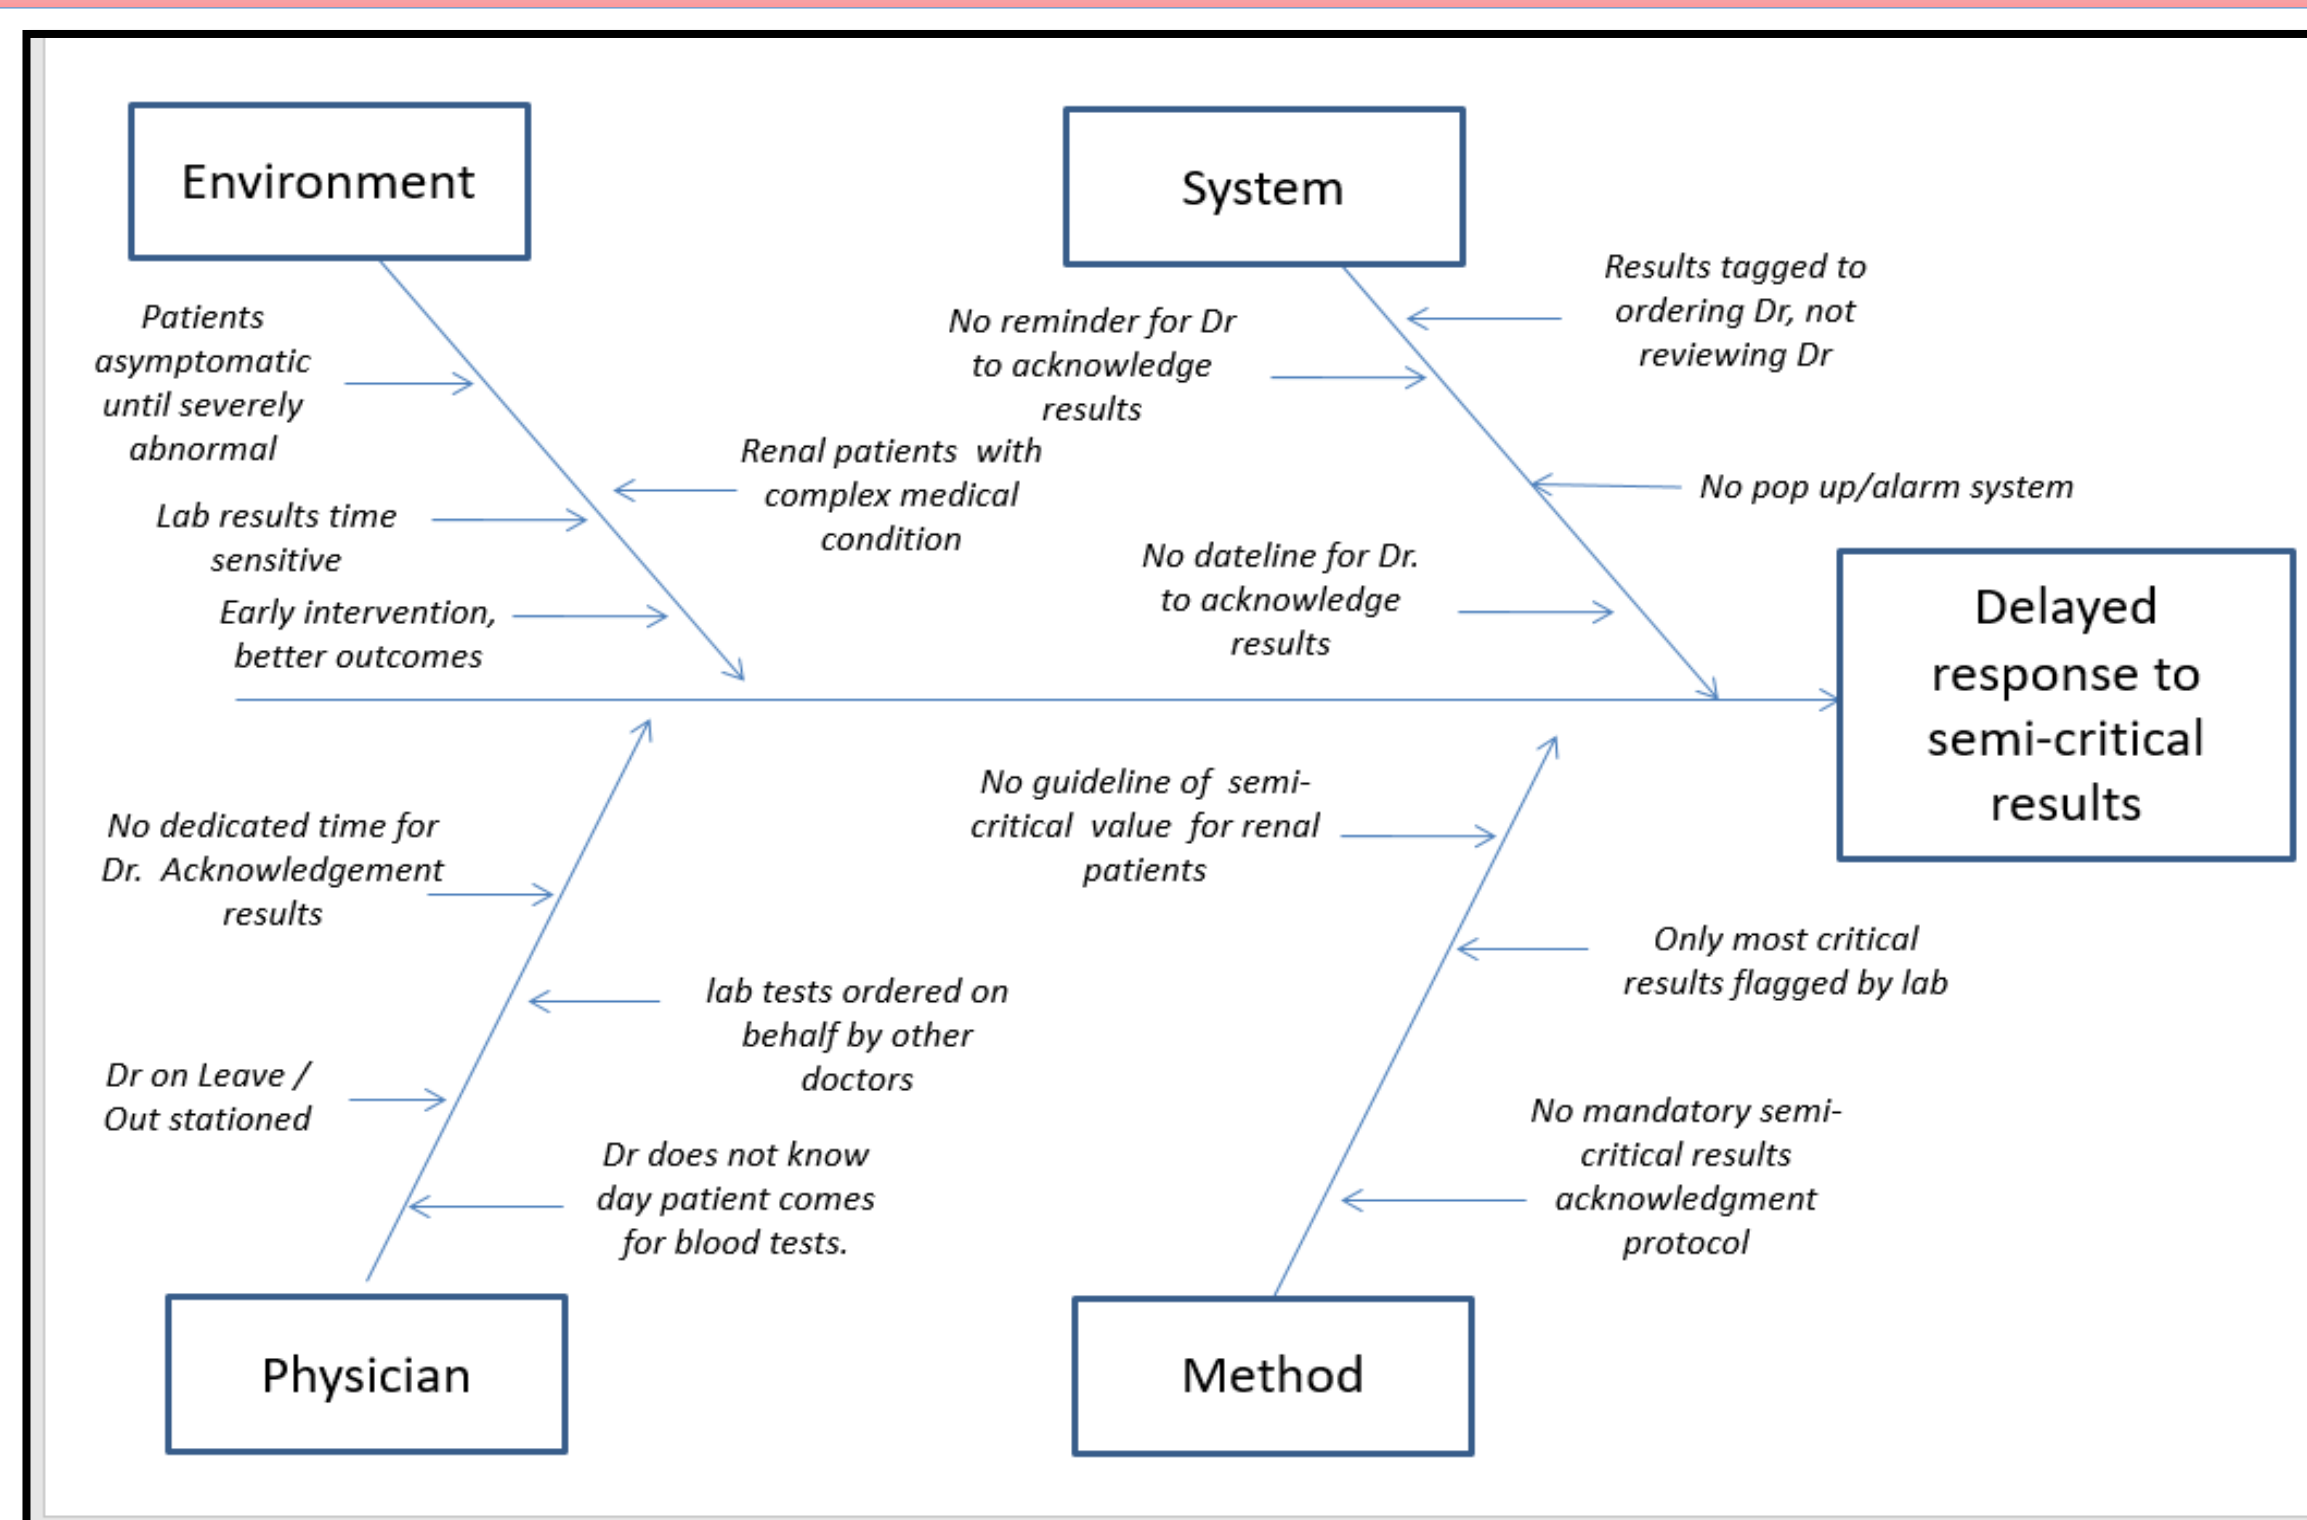 Environment
System
Patients
asymptomatic
until severely
abnormal
Lab results time
sensitive
Early intervention,
better outcomes
Renal patients with
complex medical
condition
No reminder for Dr
to acknowledge
results
Results tagged to
ordering Dr, not
reviewing Dr
No pop up/alarm system
No dateline for Dr.
to acknowledge
results
Delayed
response to
semi-critical
results
No dedicated time for
Dr. Acknowledgement
results
lab tests ordered on
behalf by other
doctors
Dr on Leave /
Out stationed
Dr does not know
day patient comes
for blood tests.
No guideline of semi-
critical value for renal
patients
Only most critical
results flagged by lab
No mandatory semi-
critical results
acknowledgment
protocol
Physician
Method